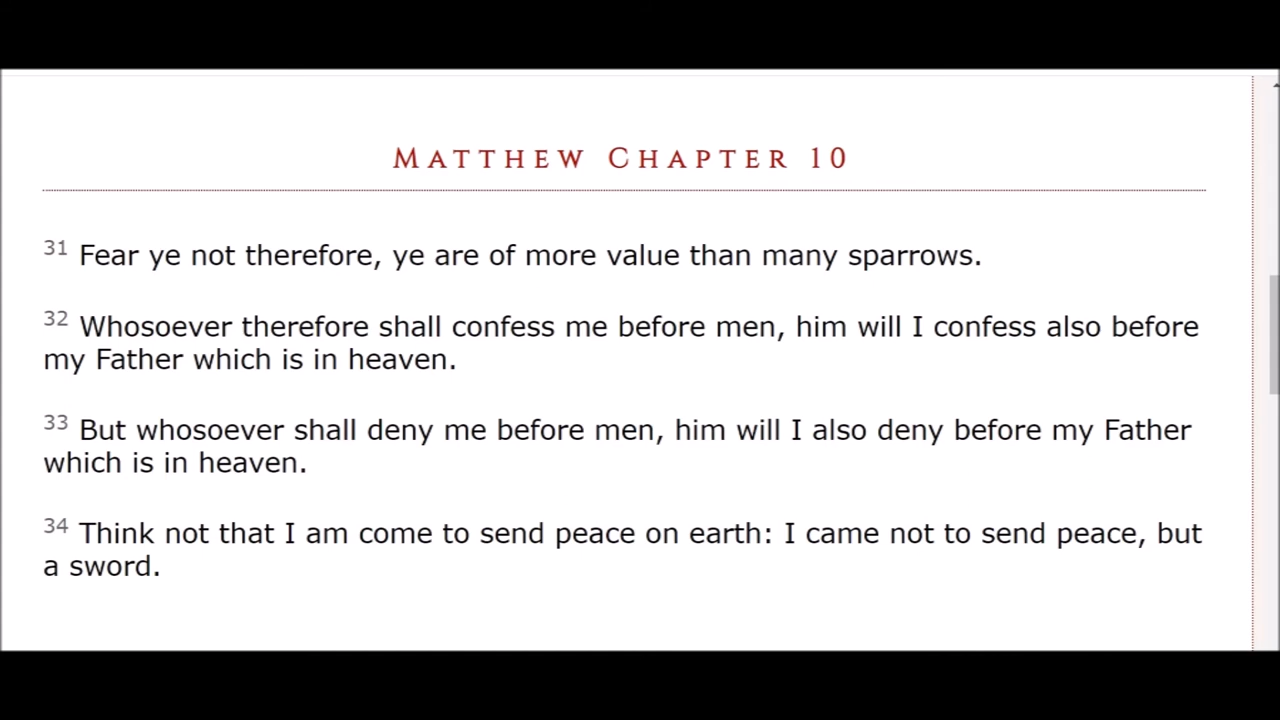 Matthew Chapter 10
31 Fear ye not therefore, ye are of more value than many sparrows.
32 Whosoever therefore shall confess me before men, him will I confess also before
my Father which is in heaven.
33 But whosoever shall deny me before men, him will I also deny before my Father
which is in heaven.
34 Think not that I am come to send peace on earth: I came not to send peace, but
a sword.